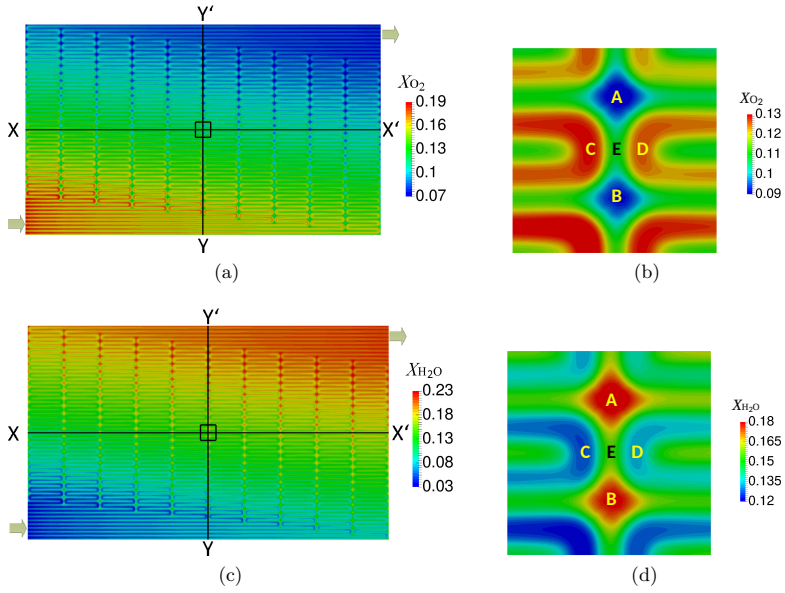 Y‘
X
X‘
Y
XO2
0.19
0.16
0.13
0.1
0.07
(a)
A
C E D
B
XO2
0.13
0.12
0.11
0.1
0.09
(b)
Y‘
X
X‘
Y
XH2O
0.23
0.18
0.13
0.08
0.03
(c)
A
C E D
B
XH2O
0.18
0.165
0.15
0.135
0.12
(d)